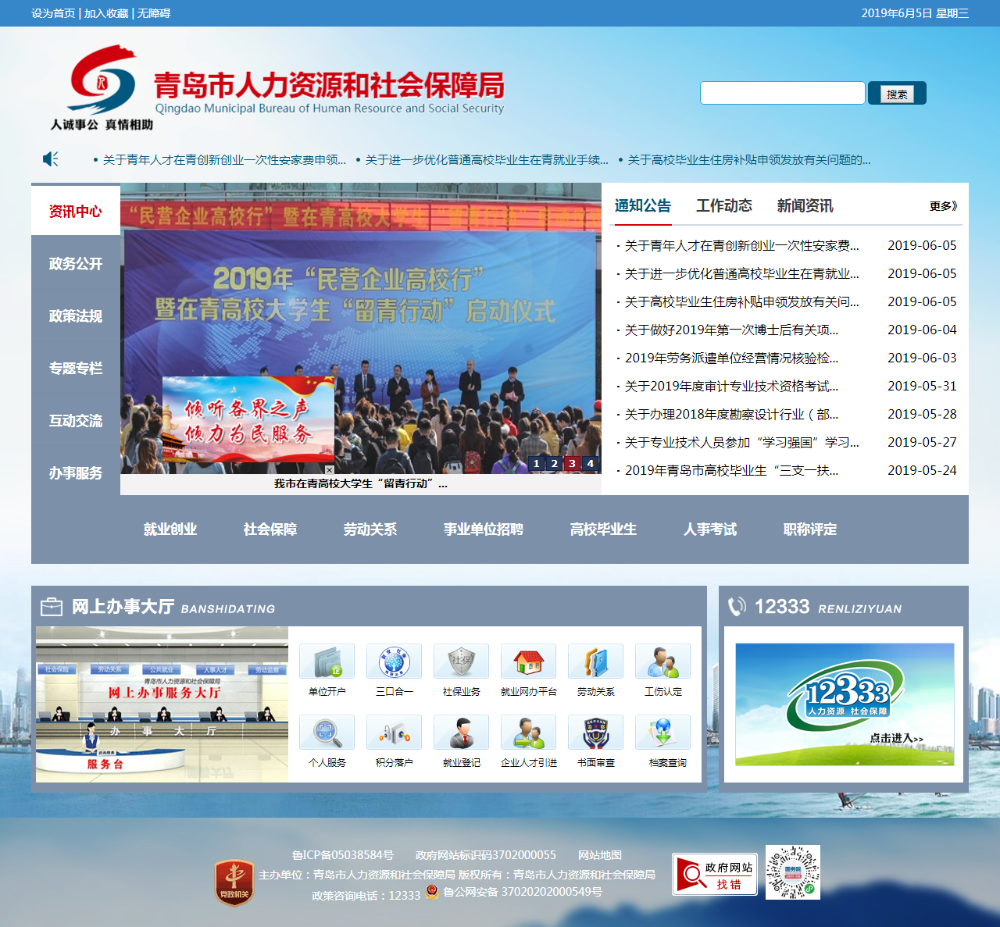 设为首页 | 加入收藏 | 无障碍
2019年6月5日 星期三
青岛市人力资源和社会保障局
Qingdao Municipal Bureau of Human Resource and Social Security
人诚事公 真情相助
搜索
• 关于青年人才在青创新创业一次性安家费申领... • 关于进一步优化普通高校毕业生在青就业手续... • 关于高校毕业生住房补贴申领发放有关问题的...
资讯中心
政务公开
政策法规
专题专栏
互动交流
办事服务
“民营企业高校行”暨在青高校大学生“留青行动”
2019年“民营企业高校行”
暨在青高校大学生“留青行动”启动仪式
倾听各界之声
倾力为民服务
1 2 3 4
我市在青高校大学生“留青行动”...
通知公告 工作动态 新闻资讯 更多》
· 关于青年人才在青创新创业一次性安家费... 2019-06-05
· 关于进一步优化普通高校毕业生在青就业... 2019-06-05
· 关于高校毕业生住房补贴申领发放有关问... 2019-06-05
· 关于做好2019年第一次博士后有关项... 2019-06-04
· 2019年劳务派遣单位经营情况核验检... 2019-06-03
· 关于2019年度审计专业技术资格考试... 2019-05-31
· 关于办理2018年度勘察设计行业（部... 2019-05-28
· 关于专业技术人员参加“学习强国”学习... 2019-05-27
· 2019年青岛市高校毕业生“三支一扶... 2019-05-24
就业创业 社会保障 劳动关系 事业单位招聘 高校毕业生 人事考试 职称评定
网上办事大厅 BANSHIDATING
社会保险 劳动关系 公共就业 人事人才 劳动监察
青岛市人力资源和社会保障局
网上办事服务大厅
办事大厅
服务台
单位开户 三口合一 社保业务 就业网办平台 劳动关系 工伤认定
个人服务 积分落户 就业登记 企业人才引进 书面审查 档案查询
12333 RENLIZIYUAN
12333
人力资源 社会保障
点击进入>>
党政机关
鲁ICP备05038584号 政府网站标识码3702000055 网站地图
主办单位：青岛市人力资源和社会保障局 版权所有：青岛市人力资源和社会保障局
政策咨询电话：12333 鲁公网安备 37020202000549号
政府网站
找错
国务院